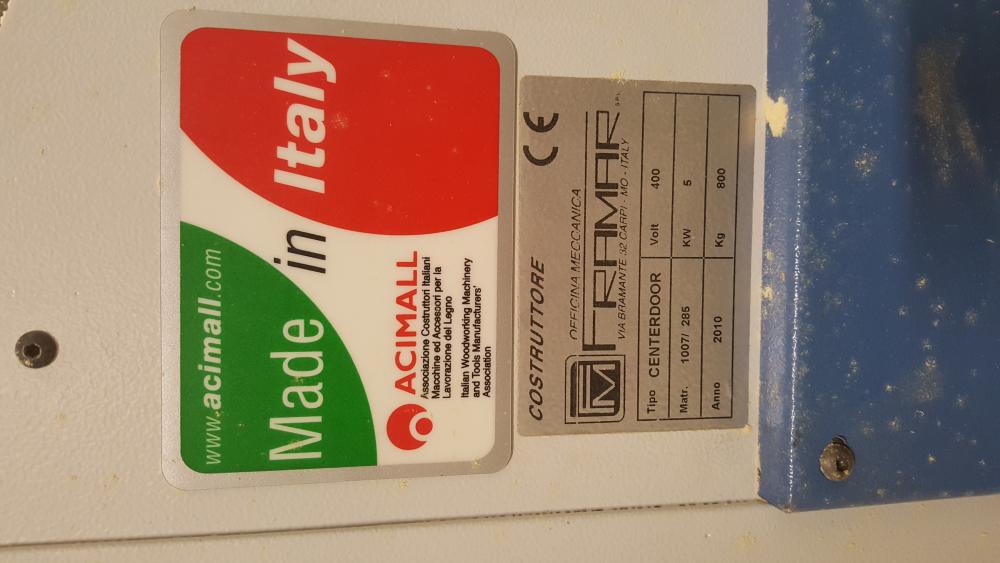 www.acimall.com
Made in Italy
ACIMALL
Associazione Costruttori Italiani
Macchine ed Accessori per la
Lavorazione del Legno
Italian Woodworking Machinery
and Tools Manufacturers'
Association
COSTRUTTORE CE
OFFICINA MECCANICA
FM FRAMAR SRL
VIA BRAMANTE 32 CARPI - MO - ITALY
Tipo CENTERDOOR Volt 400
Matr. 1007/ 285 KW 5
Anno 2010 Kg 800